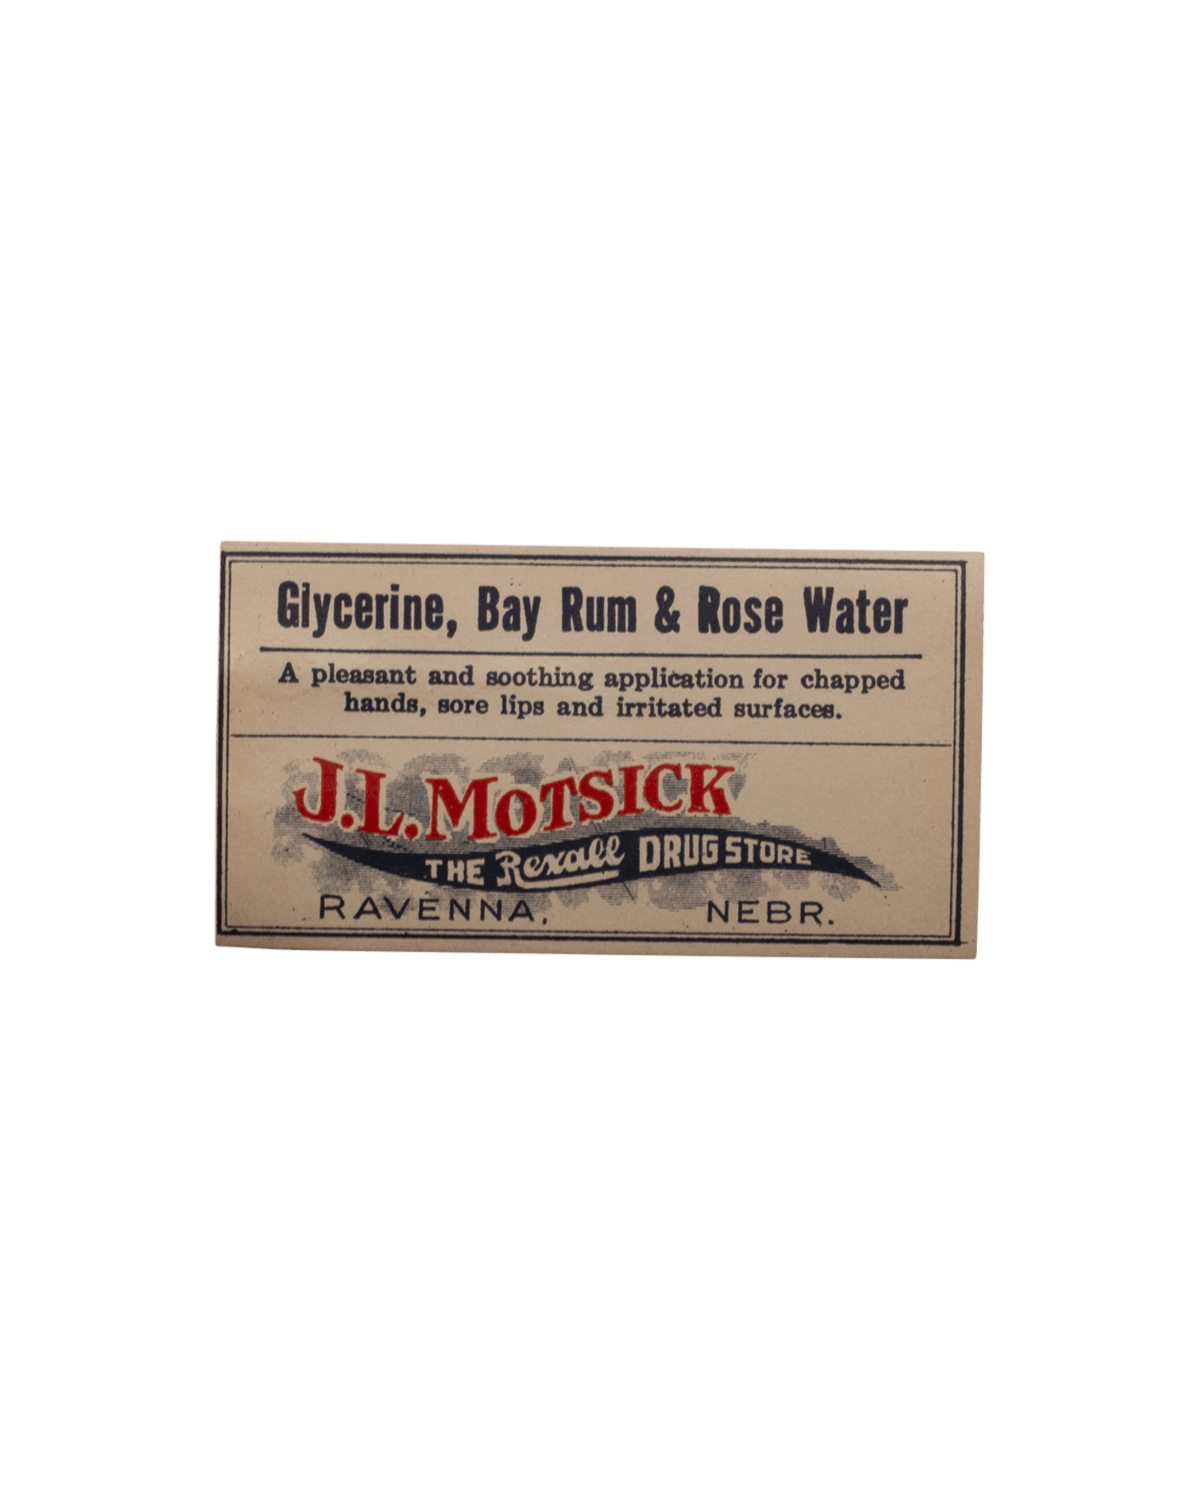 Glycerine, Bay Rum & Rose Water
A pleasant and soothing application for chapped
hands, sore lips and irritated surfaces.
J.L. MOTSICK
THE Rexall DRUG STORE
RAVENNA, NEBR.